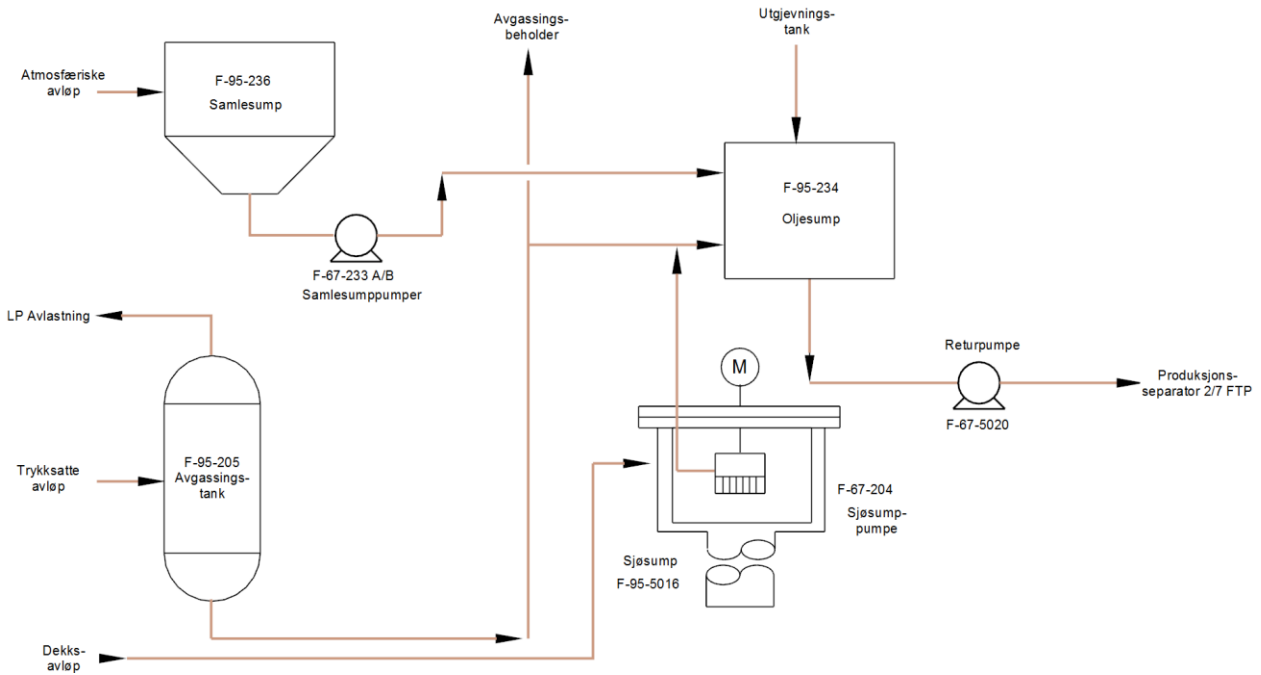 Avgassings-
beholder
Utgjevnings-
tank
Atmosfæriske
avløp
F-95-236
Samlesump
F-95-234
Oljesump
F-67-233 A/B
Samlesumppumper
LP Avlastning
M
Returpumpe
Produksjons-
separator 2/7 FTP
F-67-5020
Trykksatte
avløp
F-95-205
Avgassings-
tank
F-67-204
Sjøsump-
pumpe
Sjøsump
F-95-5016
Dekks-
avløp